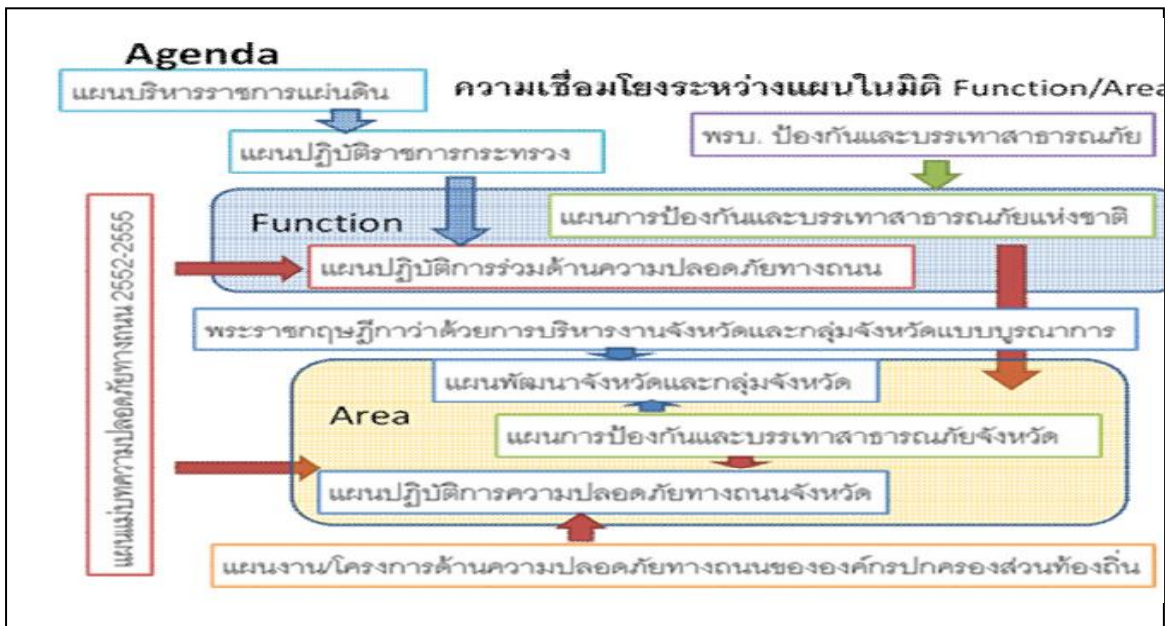 Agenda
แผนบริหารราชการแผ่นดิน
ความเชื่อมโยงระหว่างแผนในมิติ Function/Area
แผนปฏิบัติราชการกระทรวง
พรบ. ป้องกันและบรรเทาสาธารณภัย
แผนแม่บทความปลอดภัยทางถนน 2552-2555
Function
แผนการป้องกันและบรรเทาสาธารณภัยแห่งชาติ
แผนปฏิบัติการร่วมด้านความปลอดภัยทางถนน
พระราชกฤษฎีกาว่าด้วยการบริหารงานจังหวัดและกลุ่มจังหวัดแบบบูรณาการ
แผนพัฒนาจังหวัดและกลุ่มจังหวัด
Area
แผนการป้องกันและบรรเทาสาธารณภัยจังหวัด
แผนปฏิบัติการความปลอดภัยทางถนนจังหวัด
แผนงาน/โครงการด้านความปลอดภัยทางถนนขององค์กรปกครองส่วนท้องถิ่น